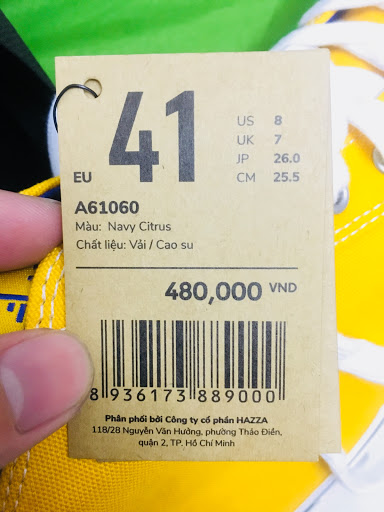 EU 41
US 8
UK 7
JP 26.0
CM 25.5
A61060
Màu: Navy Citrus
Chất liệu: Vải / Cao su
480,000 VND
8 936173 889000
Phân phối bởi Công ty cổ phần HAZZA
118/28 Nguyễn Văn Hưởng, phường Thảo Điền,
quận 2, TP. Hồ Chí Minh